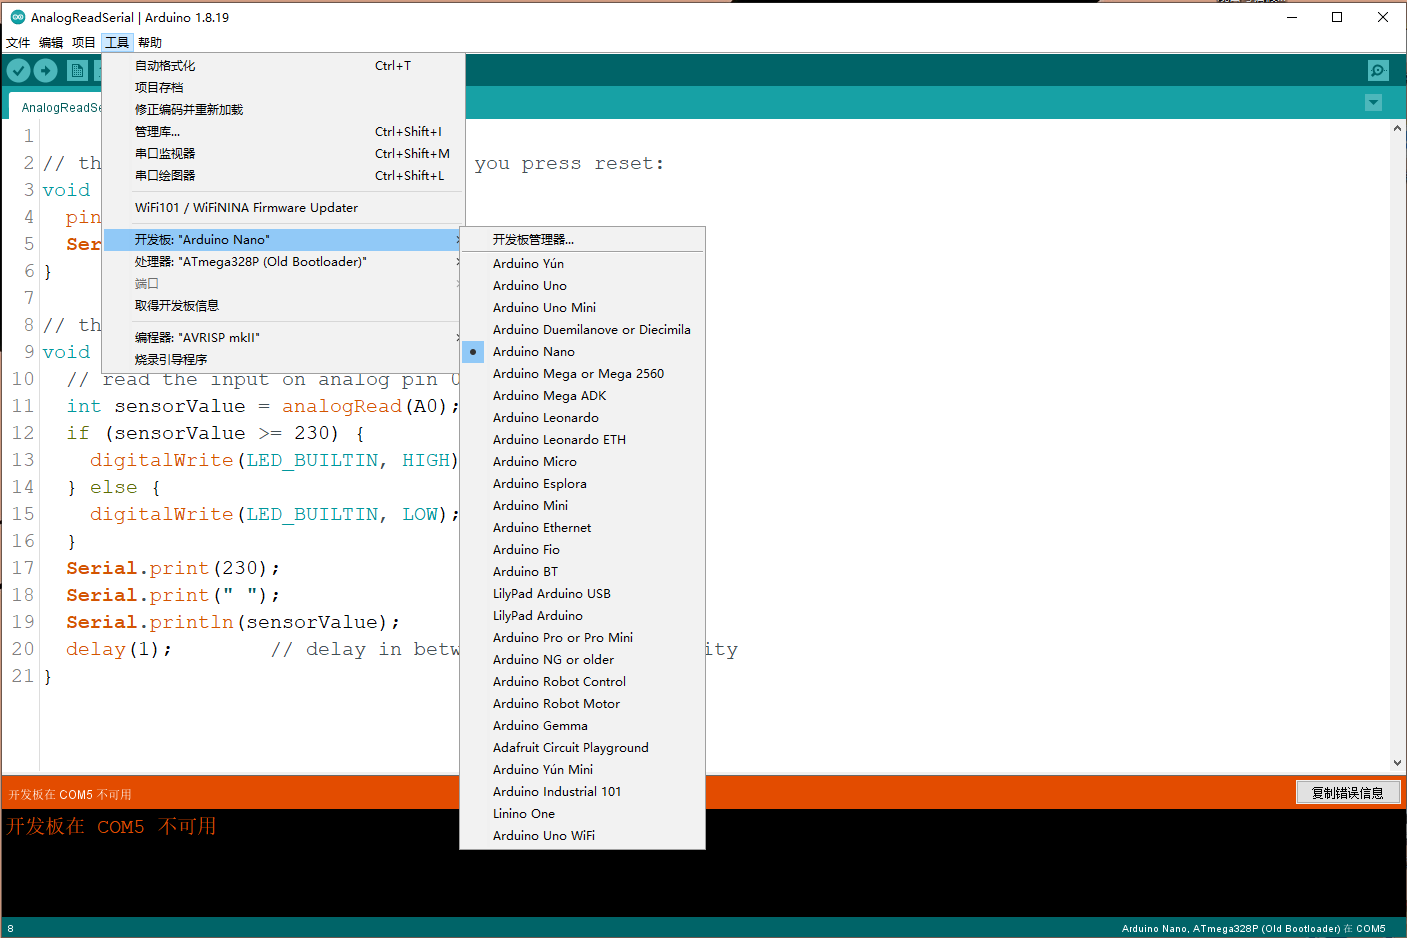 AnalogReadSerial | Arduino 1.8.19
文件 编辑 项目 工具 帮助
AnalogReadSe
自动格式化 Ctrl+T
项目存档
修正编码并重新加载
管理库... Ctrl+Shift+I
串口监视器 Ctrl+Shift+M
串口绘图器 Ctrl+Shift+L
WiFi101 / WiFiNINA Firmware Updater
开发板: "Arduino Nano"
处理器: "ATmega328P (Old Bootloader)"
端口
取得开发板信息
编程器: "AVRISP mkII"
烧录引导程序
开发板管理器...
Arduino Yún
Arduino Uno
Arduino Uno Mini
Arduino Duemilanove or Diecimila
Arduino Nano
Arduino Mega or Mega 2560
Arduino Mega ADK
Arduino Leonardo
Arduino Leonardo ETH
Arduino Micro
Arduino Esplora
Arduino Mini
Arduino Ethernet
Arduino Fio
Arduino BT
LilyPad Arduino USB
LilyPad Arduino
Arduino Pro or Pro Mini
Arduino NG or older
Arduino Robot Control
Arduino Robot Motor
Arduino Gemma
Adafruit Circuit Playground
Arduino Yún Mini
Arduino Industrial 101
Linino One
Arduino Uno WiFi
1
2 // th you press reset:
3 void
4 pin
5 Ser
6 }
7
8 // th
9 void
10 // read the input on analog pin 0
11 int sensorValue = analogRead(A0);
12 if (sensorValue >= 230) {
13 digitalWrite(LED_BUILTIN, HIGH)
14 } else {
15 digitalWrite(LED_BUILTIN, LOW);
16 }
17 Serial.print(230);
18 Serial.print(" ");
19 Serial.println(sensorValue);
20 delay(1); // delay in betw ity
21 }
开发板在 COM5 不可用
复制错误信息
开发板在 COM5 不可用
8
Arduino Nano, ATmega328P (Old Bootloader) 在 COM5